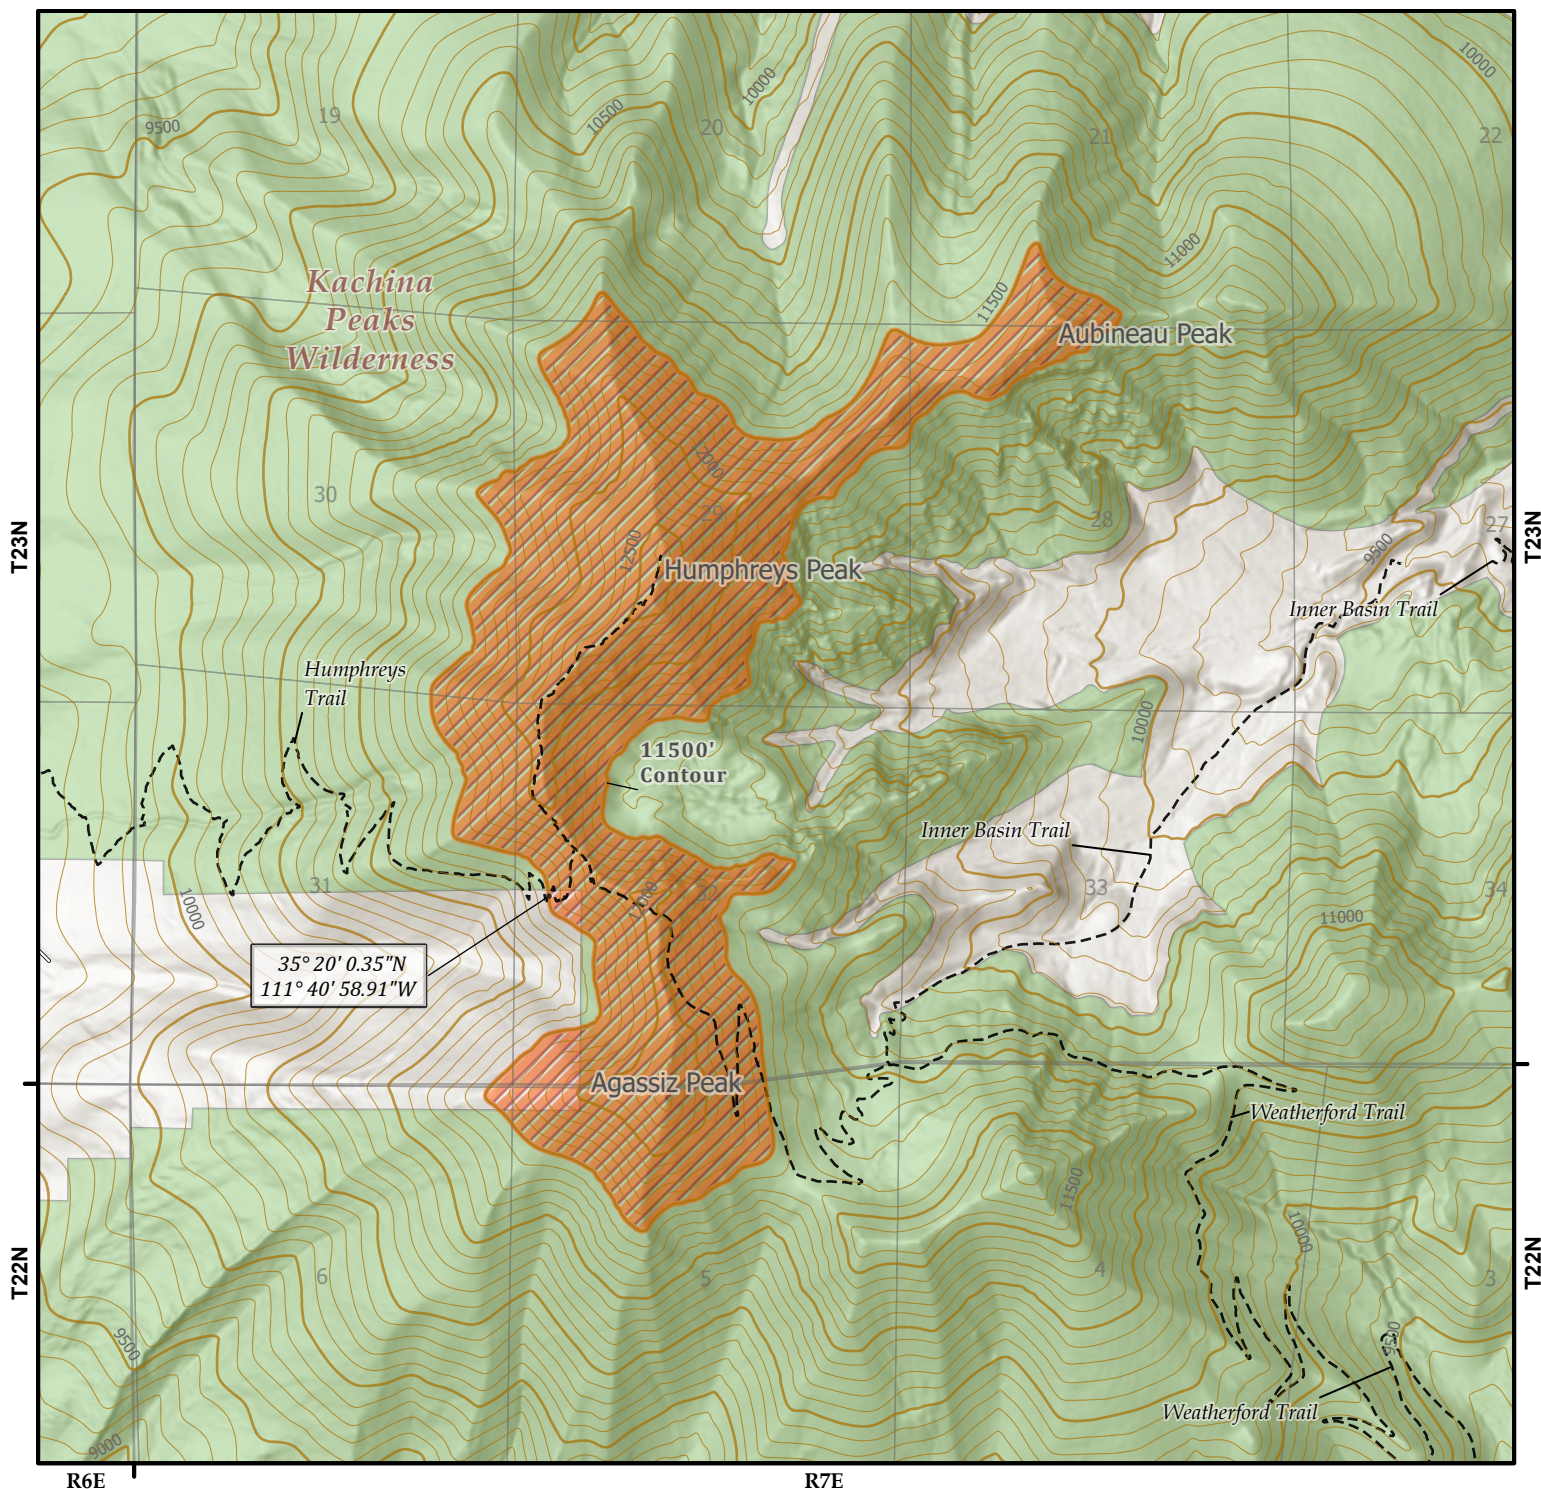 10000
10000
19
9500
10500
20
21
22
11000
Kachina
Peaks
Wilderness
11500
Aubineau Peak
12000
30
29
28
27
T23N
T23N
12500
9500
Humphreys Peak
Inner Basin Trail
Humphreys
Trail
10000
11500'
Contour
Inner Basin Trail
31
32
33
34
10000
12000
11000
35° 20' 0.35"N
111° 40' 58.91"W
Agassiz Peak
Weatherford Trail
11500
10000
T22N
T22N
6
5
4
3
9500
9500
Weatherford Trail
9000
R6E
R7E